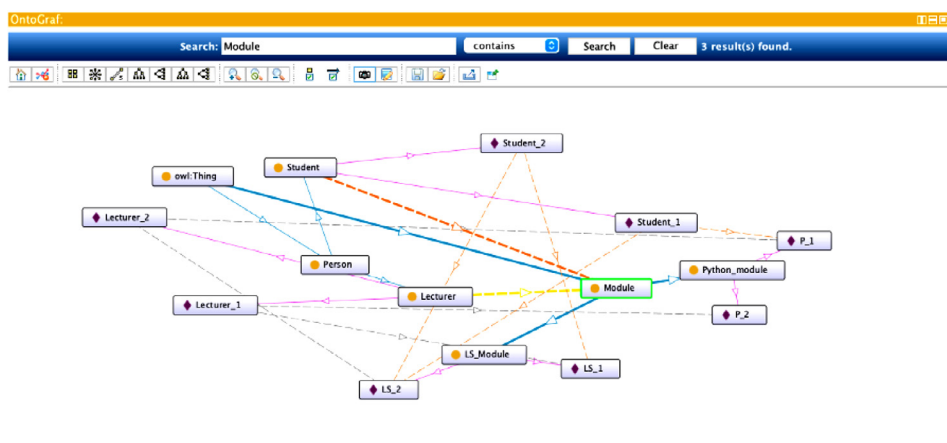 OntoGraf:
Search: Module contains Search Clear 3 result(s) found.
Student_2
Student
owl:Thing
Lecturer_2
Student_1
P_1
Person
Python_module
Module
Lecturer
Lecturer_1
P_2
LS_Module
LS_1
LS_2